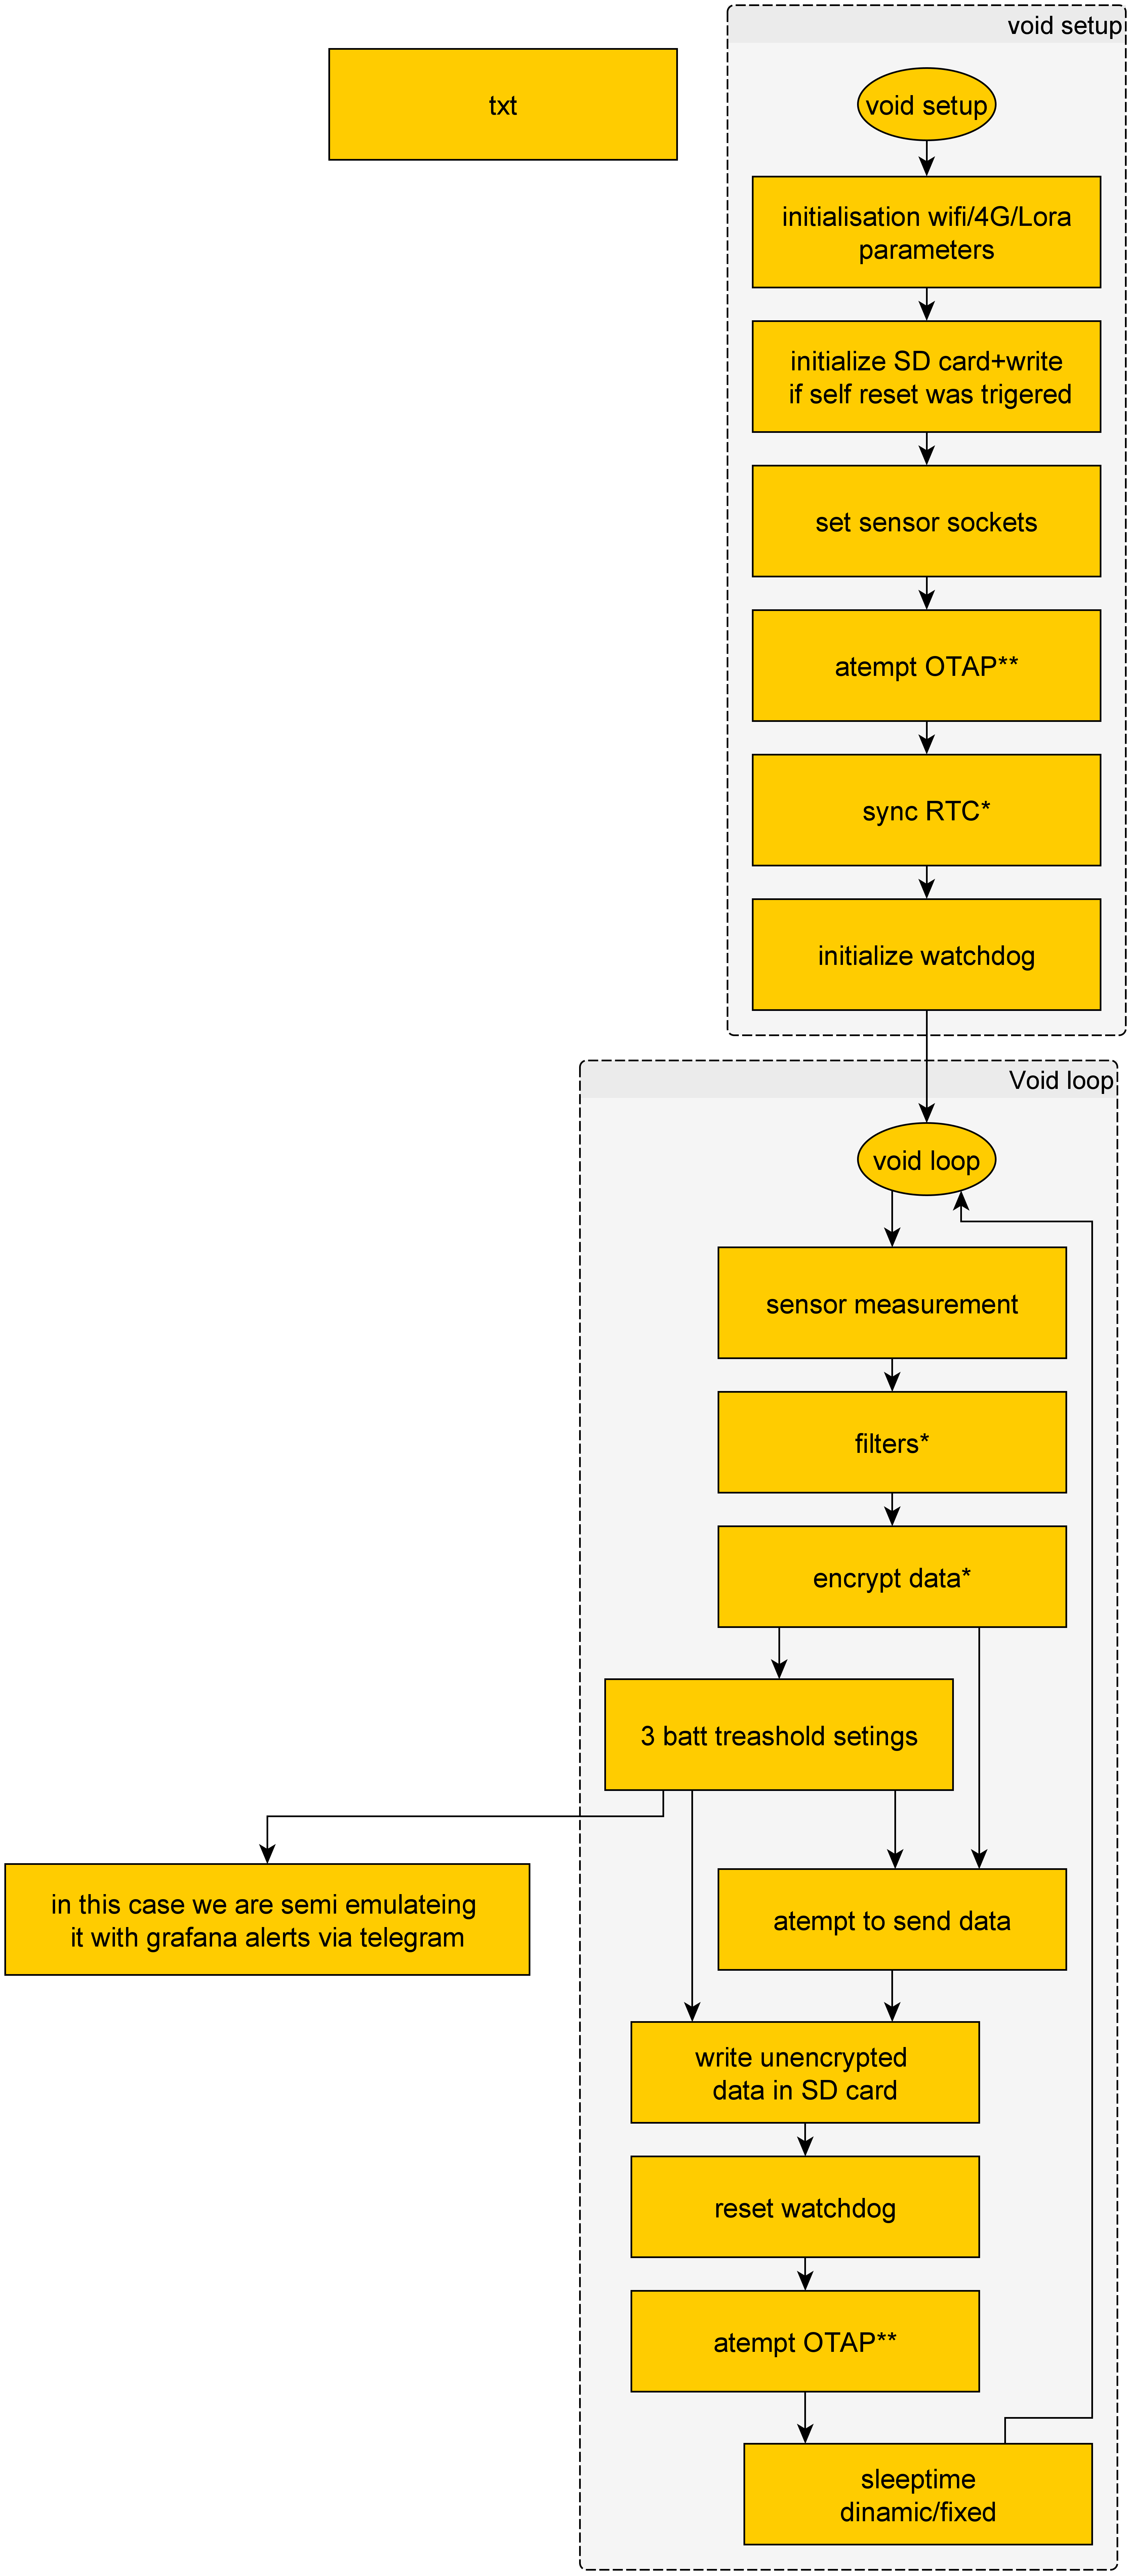 void setup
txt
void setup
initialisation wifi/4G/Lora
parameters
initialize SD card+write
if self reset was trigered
set sensor sockets
atempt OTAP**
sync RTC*
initialize watchdog
Void loop
void loop
sensor measurement
filters*
encrypt data*
3 batt treashold setings
in this case we are semi emulateing
it with grafana alerts via telegram
atempt to send data
write unencrypted
data in SD card
reset watchdog
atempt OTAP**
sleeptime
dinamic/fixed